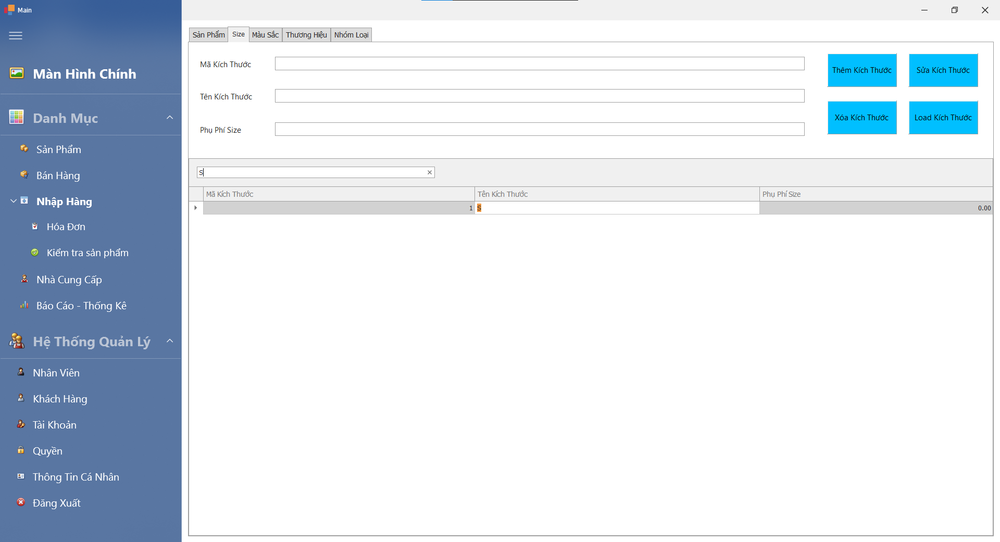 Main
Màn Hình Chính
Danh Mục
Sản Phẩm
Bán Hàng
Nhập Hàng
Hóa Đơn
Kiểm tra sản phẩm
Nhà Cung Cấp
Báo Cáo - Thống Kê
Hệ Thống Quản Lý
Nhân Viên
Khách Hàng
Tài Khoản
Quyền
Thông Tin Cá Nhân
Đăng Xuất
Sản Phẩm Size Màu Sắc Thương Hiệu Nhóm Loại
Mã Kích Thước
Tên Kích Thước
Phụ Phí Size
Thêm Kích Thước Sửa Kích Thước
Xóa Kích Thước Load Kích Thước
S
Mã Kích Thước Tên Kích Thước Phụ Phí Size
1 S 0.00